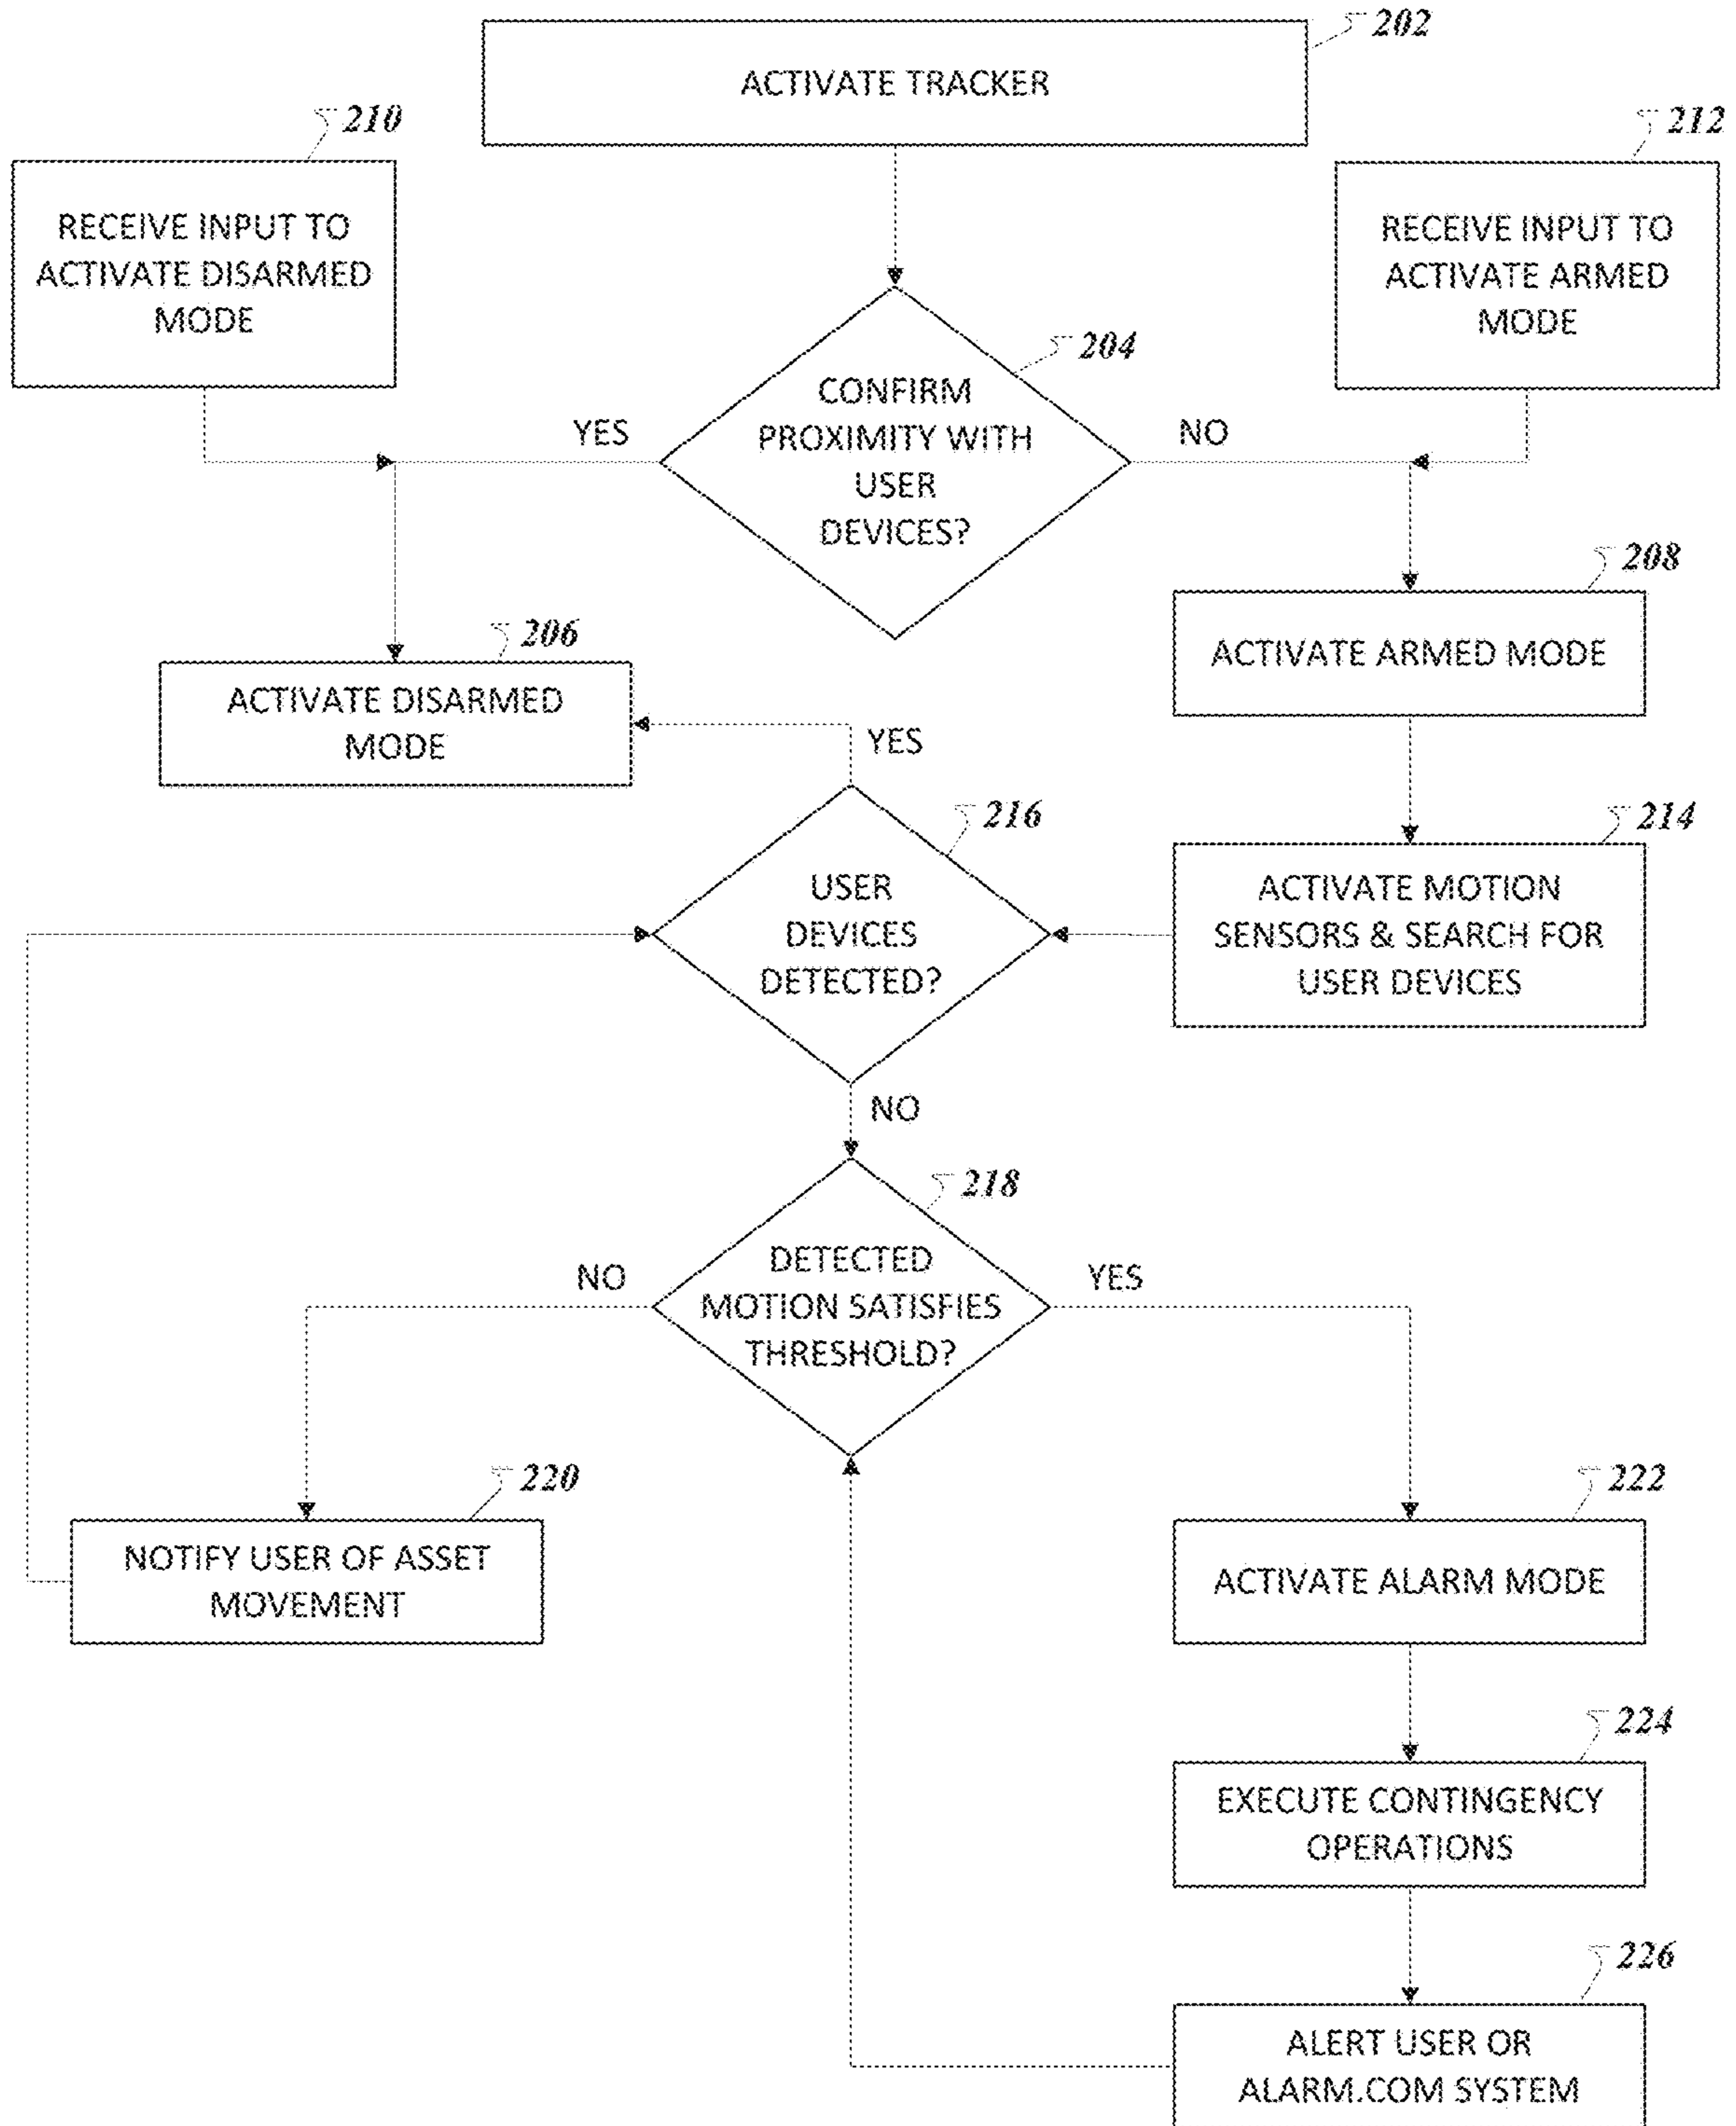 202
ACTIVATE TRACKER
210
212
RECEIVE INPUT TO
ACTIVATE DISARMED
MODE
RECEIVE INPUT TO
ACTIVATE ARMED
MODE
204
CONFIRM
PROXIMITY WITH
USER
DEVICES?
YES
NO
208
ACTIVATE ARMED MODE
206
ACTIVATE DISARMED
MODE
YES
216
USER
DEVICES
DETECTED?
214
ACTIVATE MOTION
SENSORS & SEARCH FOR
USER DEVICES
NO
218
DETECTED
MOTION SATISFIES
THRESHOLD?
NO
YES
220
NOTIFY USER OF ASSET
MOVEMENT
222
ACTIVATE ALARM MODE
224
EXECUTE CONTINGENCY
OPERATIONS
226
ALERT USER OR
ALARM.COM SYSTEM